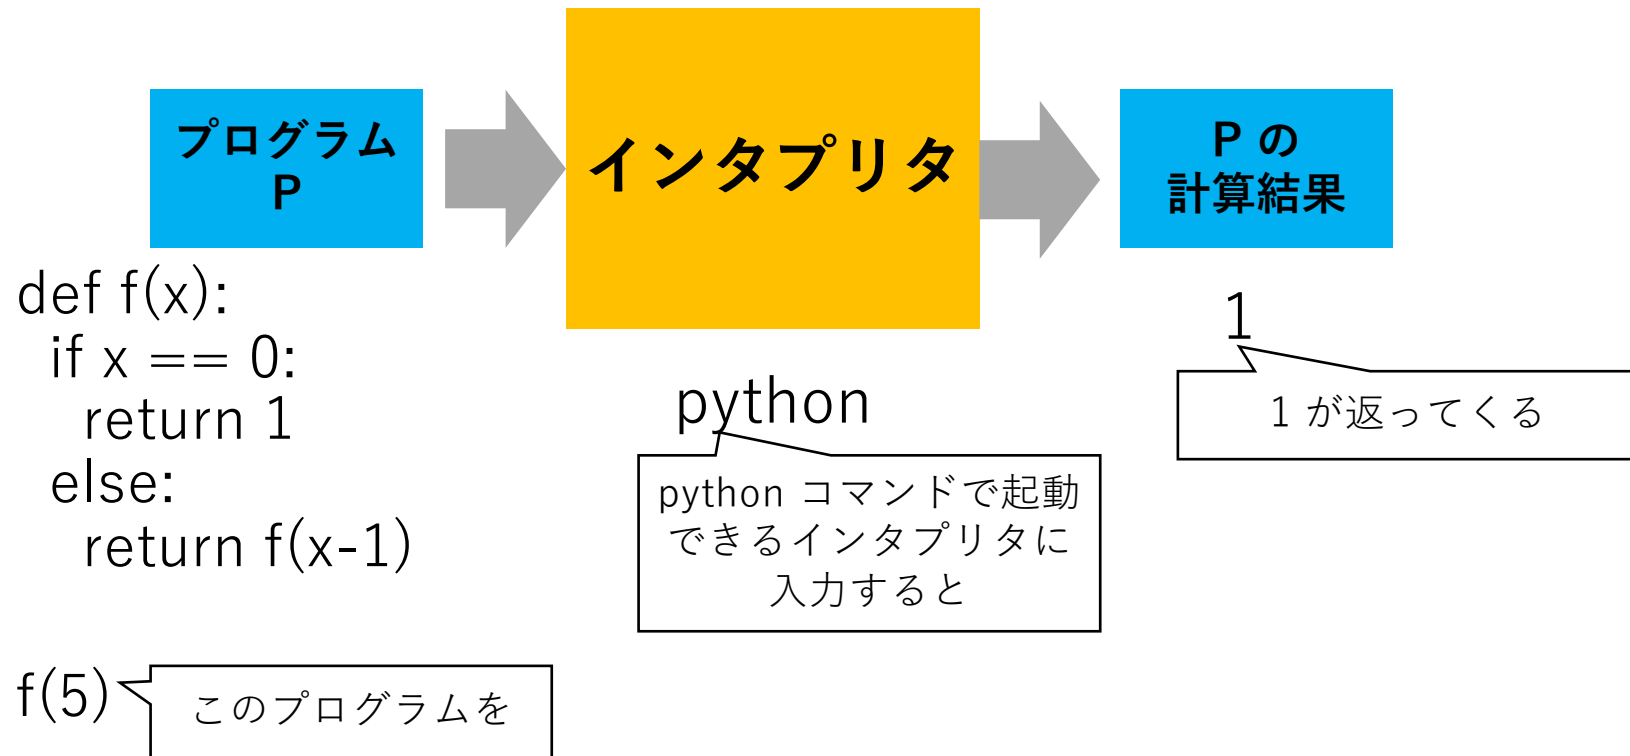 プログラム
P
インタプリタ
P の
計算結果
def f(x):
  if x == 0:
    return 1
  else:
    return f(x-1)
f(5)
このプログラムを
python
python コマンドで起動
できるインタプリタに
入力すると
1
1 が返ってくる